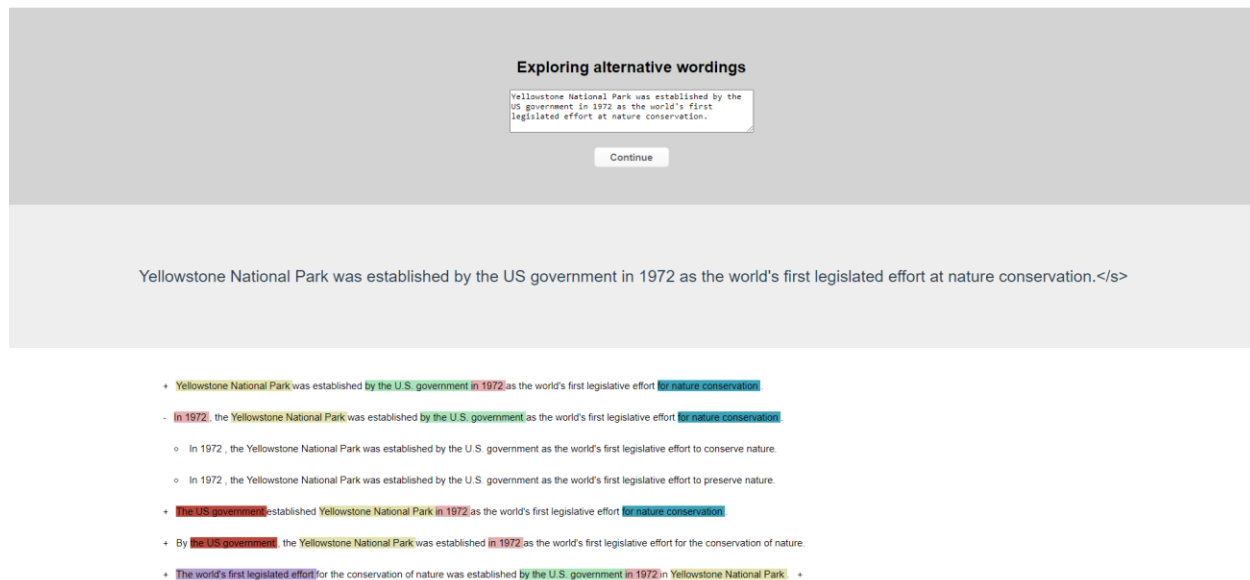 Exploring alternative wordings
Yellowstone National Park was established by the
US government in 1972 as the world's first
legislated effort at nature conservation.
Continue
Yellowstone National Park was established by the US government in 1972 as the world's first legislated effort at nature conservation.</s>
+ Yellowstone National Park was established by the U.S. government in 1972 as the world's first legislative effort for nature conservation.
- In 1972 , the Yellowstone National Park was established by the U.S. government as the world's first legislative effort for nature conservation.
○ In 1972 , the Yellowstone National Park was established by the U.S. government as the world's first legislative effort to conserve nature.
○ In 1972 , the Yellowstone National Park was established by the U.S. government as the world's first legislative effort to preserve nature.
+ The US government established Yellowstone National Park in 1972 as the world's first legislative effort for nature conservation.
+ By the US government , the Yellowstone National Park was established in 1972 as the world's first legislative effort for the conservation of nature.
+ The world's first legislated effort for the conservation of nature was established by the U.S. government in 1972 in Yellowstone National Park . +